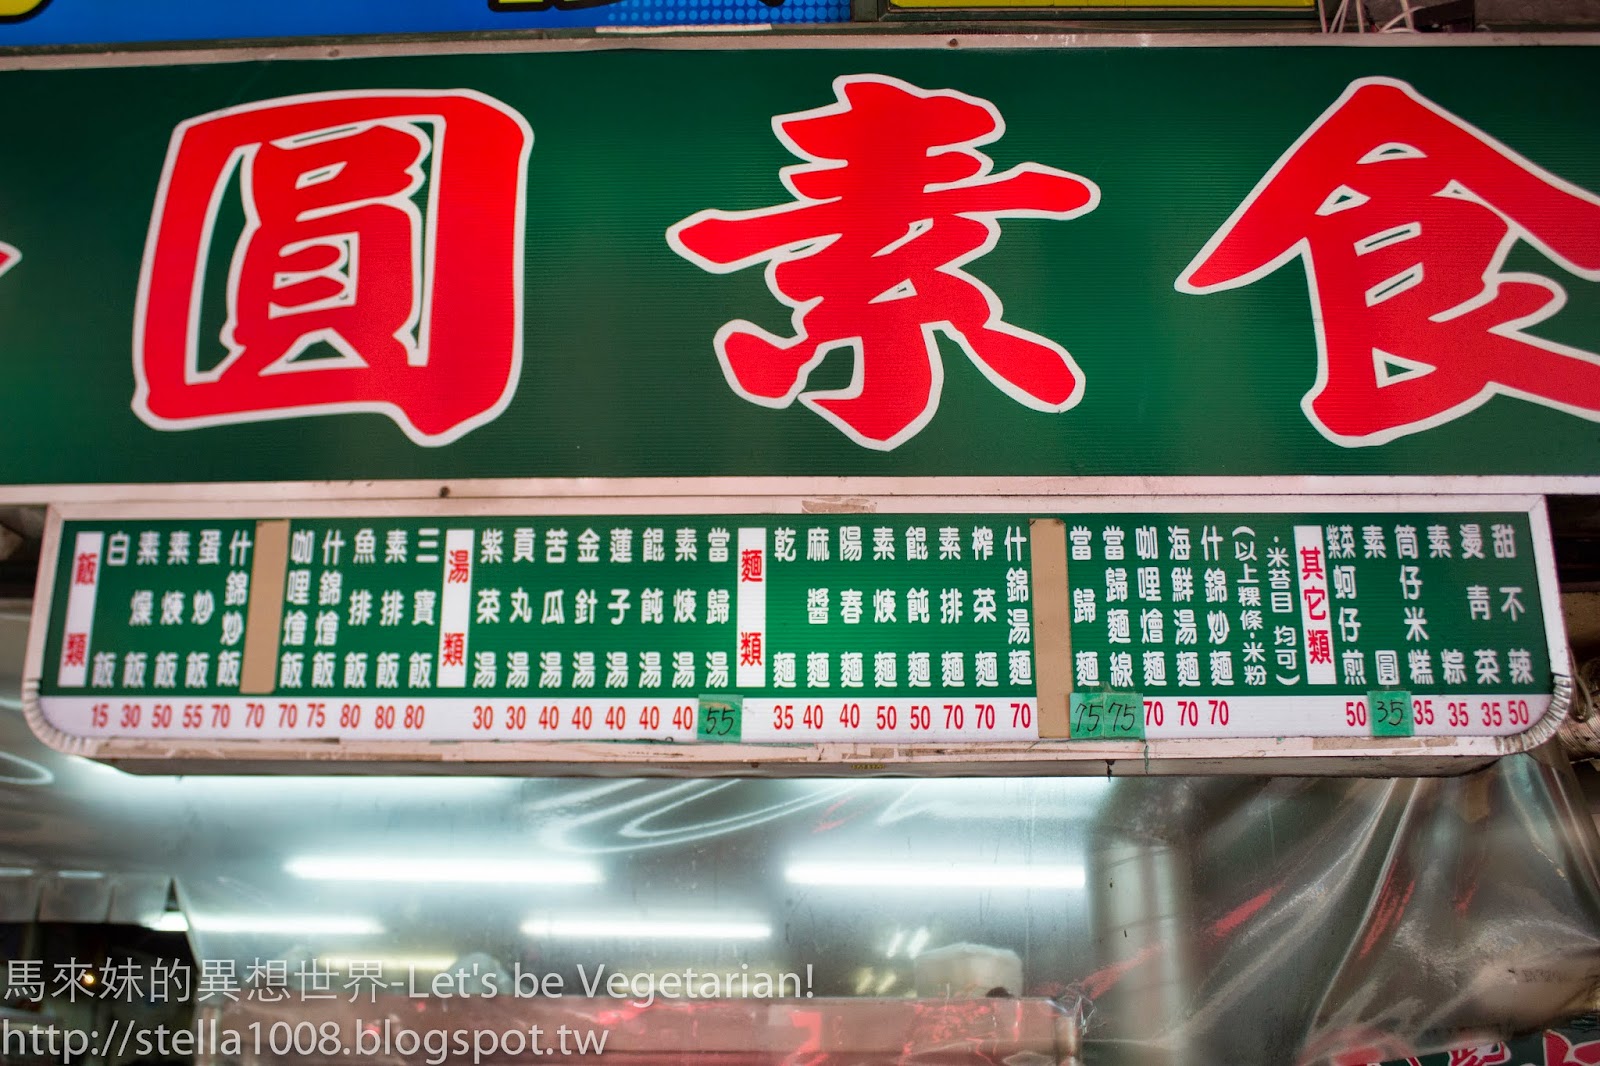 圓素食
飯類
白飯 15
素燥飯 30
素焿飯 50
蛋炒飯 55
什錦炒飯 70
70
咖哩燴飯 70
什錦燴飯 75
魚排飯 80
素排飯 80
三寶飯 80
湯類
紫菜湯 30
貢丸湯 30
苦瓜湯 40
金針湯 40
蓮子湯 40
餛飩湯 40
素焿湯 40
當歸湯 55
麵類
乾麵 35
麻醬麵 40
陽春麵 40
素焿麵 50
餛飩麵 50
素排麵 70
榨菜麵 70
什錦湯麵 70
當歸麵 75
當歸麵線 75
咖哩燴麵 70
海鮮湯麵 70
什錦炒麵 70
(以上粿條·米粉
·米苔目 均可)
其它類
紫菜蚵仔煎 50
素圓 35
筒仔米糕 35
素粽 35
燙青菜 35
甜不辣 50
馬來妹的異想世界-Let's be Vegetarian!
http://stella1008.blogspot.tw